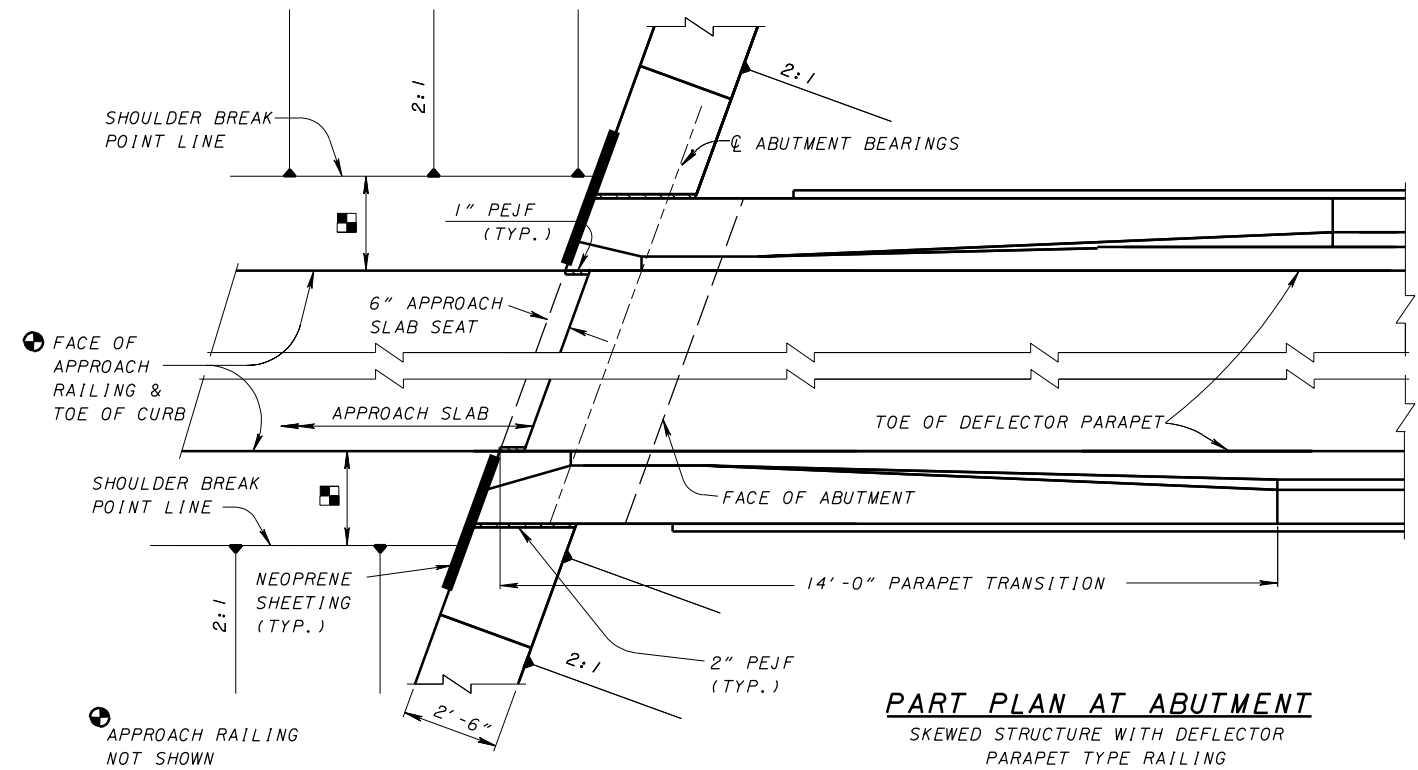 2:1
2:1
SHOULDER BREAK
POINT LINE
℄ ABUTMENT BEARINGS
1" PEJF
(TYP.)
6" APPROACH
SLAB SEAT
FACE OF
APPROACH
RAILING &
TOE OF CURB
APPROACH SLAB
TOE OF DEFLECTOR PARAPET
SHOULDER BREAK
POINT LINE
FACE OF ABUTMENT
NEOPRENE
SHEETING
(TYP.)
14'-0" PARAPET TRANSITION
2:1
2:1
2" PEJF
(TYP.)
2'-6"
PART PLAN AT ABUTMENT
SKEWED STRUCTURE WITH DEFLECTOR
PARAPET TYPE RAILING
APPROACH RAILING
NOT SHOWN